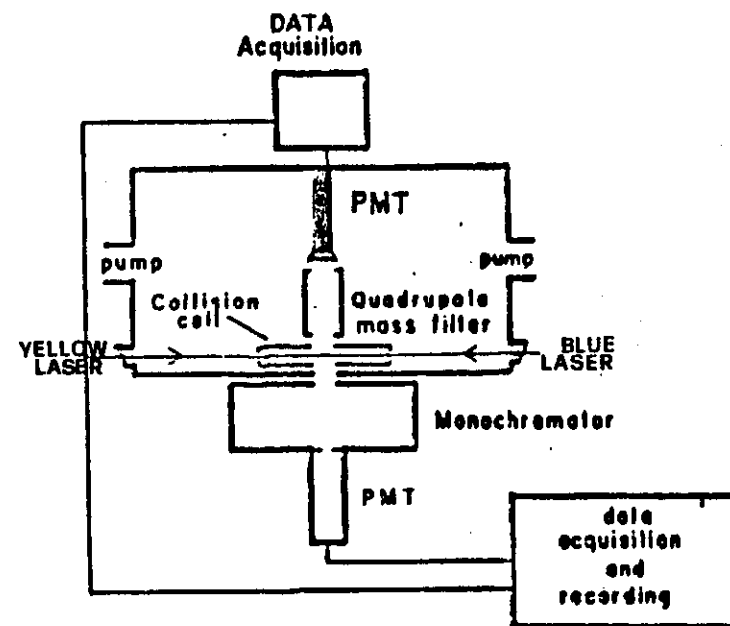 DATA
Acquisition
PMT
pump
pump
Collision
cell
Quadrupole
mass filter
YELLOW
LASER
BLUE
LASER
Monochromator
PMT
data
acquisition
and
recording